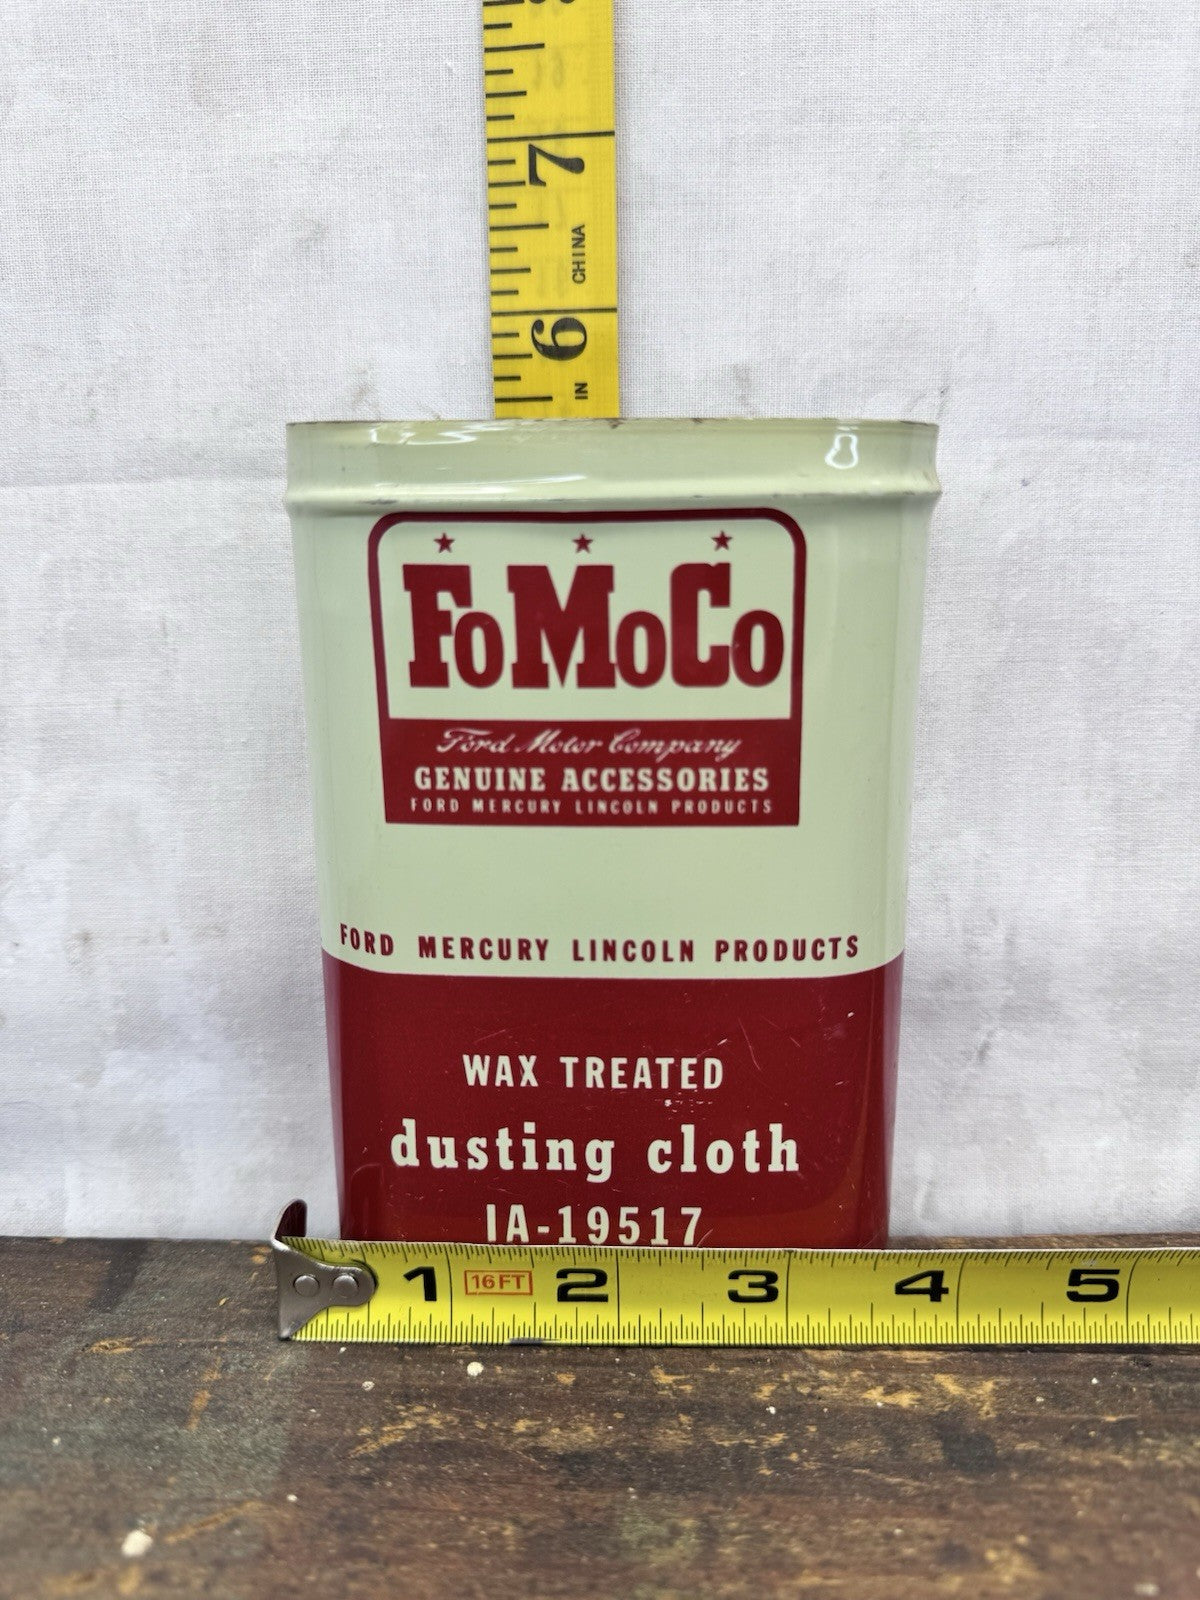 7
CHINA
6
IN
FoMoCo
Ford Motor Company
GENUINE ACCESSORIES
FORD MERCURY LINCOLN PRODUCTS
FORD MERCURY LINCOLN PRODUCTS
WAX TREATED
dusting cloth
IA-19517
1 16FT 2 3 4 5